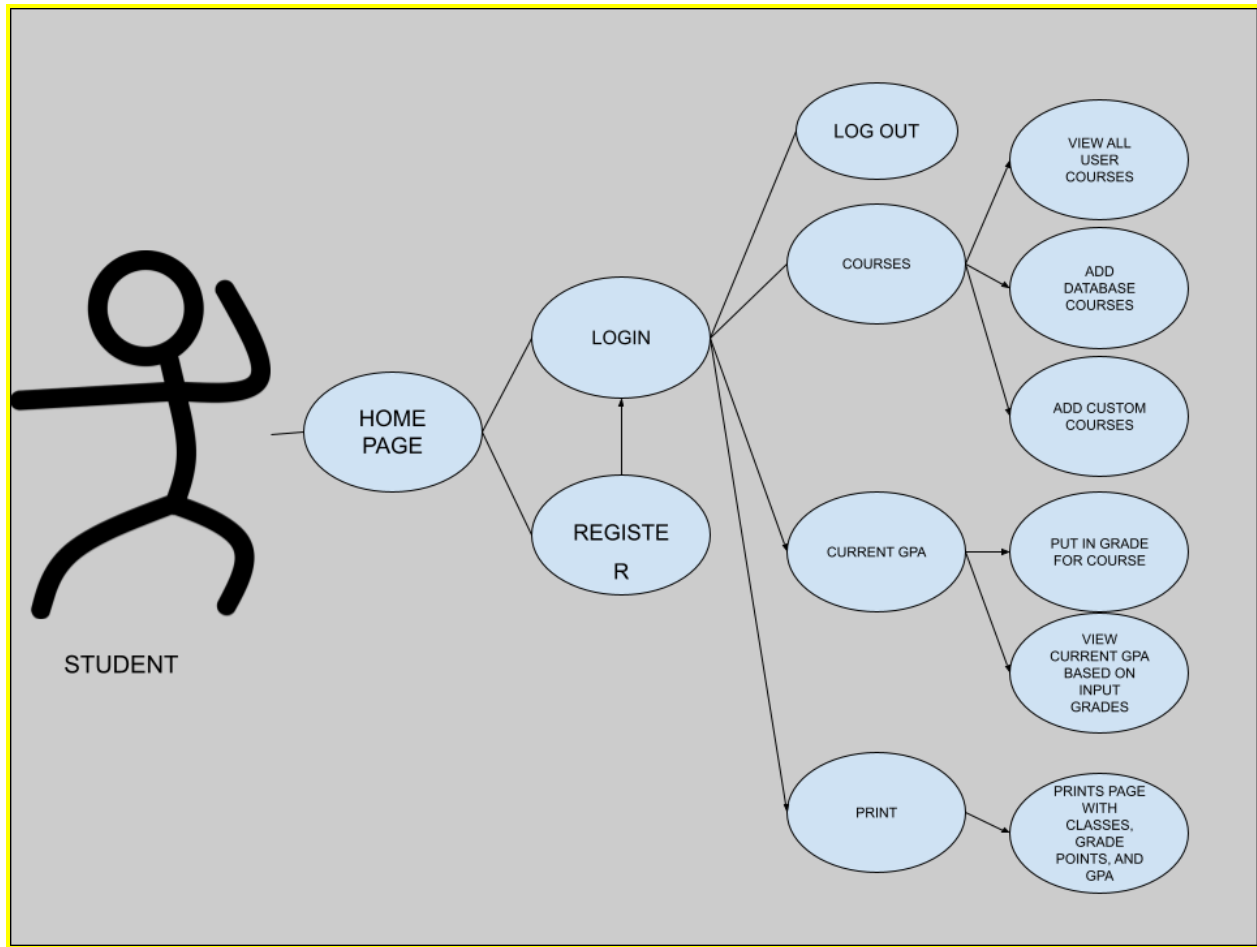 STUDENT
HOME
PAGE
LOGIN
REGISTE
R
LOG OUT
COURSES
VIEW ALL
USER
COURSES
ADD
DATABASE
COURSES
ADD CUSTOM
COURSES
CURRENT GPA
PUT IN GRADE
FOR COURSE
VIEW
CURRENT GPA
BASED ON
INPUT
GRADES
PRINT
PRINTS PAGE
WITH
CLASSES,
GRADE
POINTS, AND
GPA